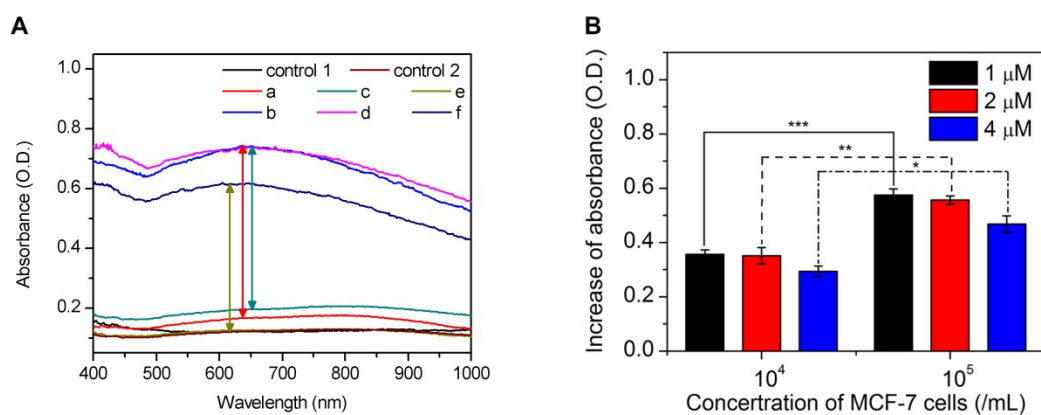 A
Absorbance (O.D.)
1.0
0.8
0.6
0.4
0.2
control 1 control 2
a c e
b d f
400 500 600 700 800 900 1000
Wavelength (nm)
B
Increase of absorbance (O.D.)
1.0
0.8
0.6
0.4
0.2
0.0
1 μM
2 μM
4 μM
***
**
*
10⁴ 10⁵
Concertration of MCF-7 cells (/mL)